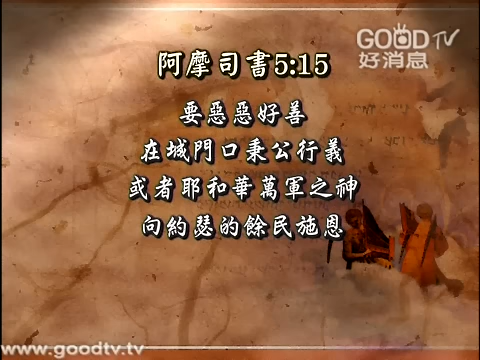 GOODTV
好消息
阿摩司書5:15
要惡惡好善
在城門口秉公行義
或者耶和華萬軍之神
向約瑟的餘民施恩
www.goodtv.tv